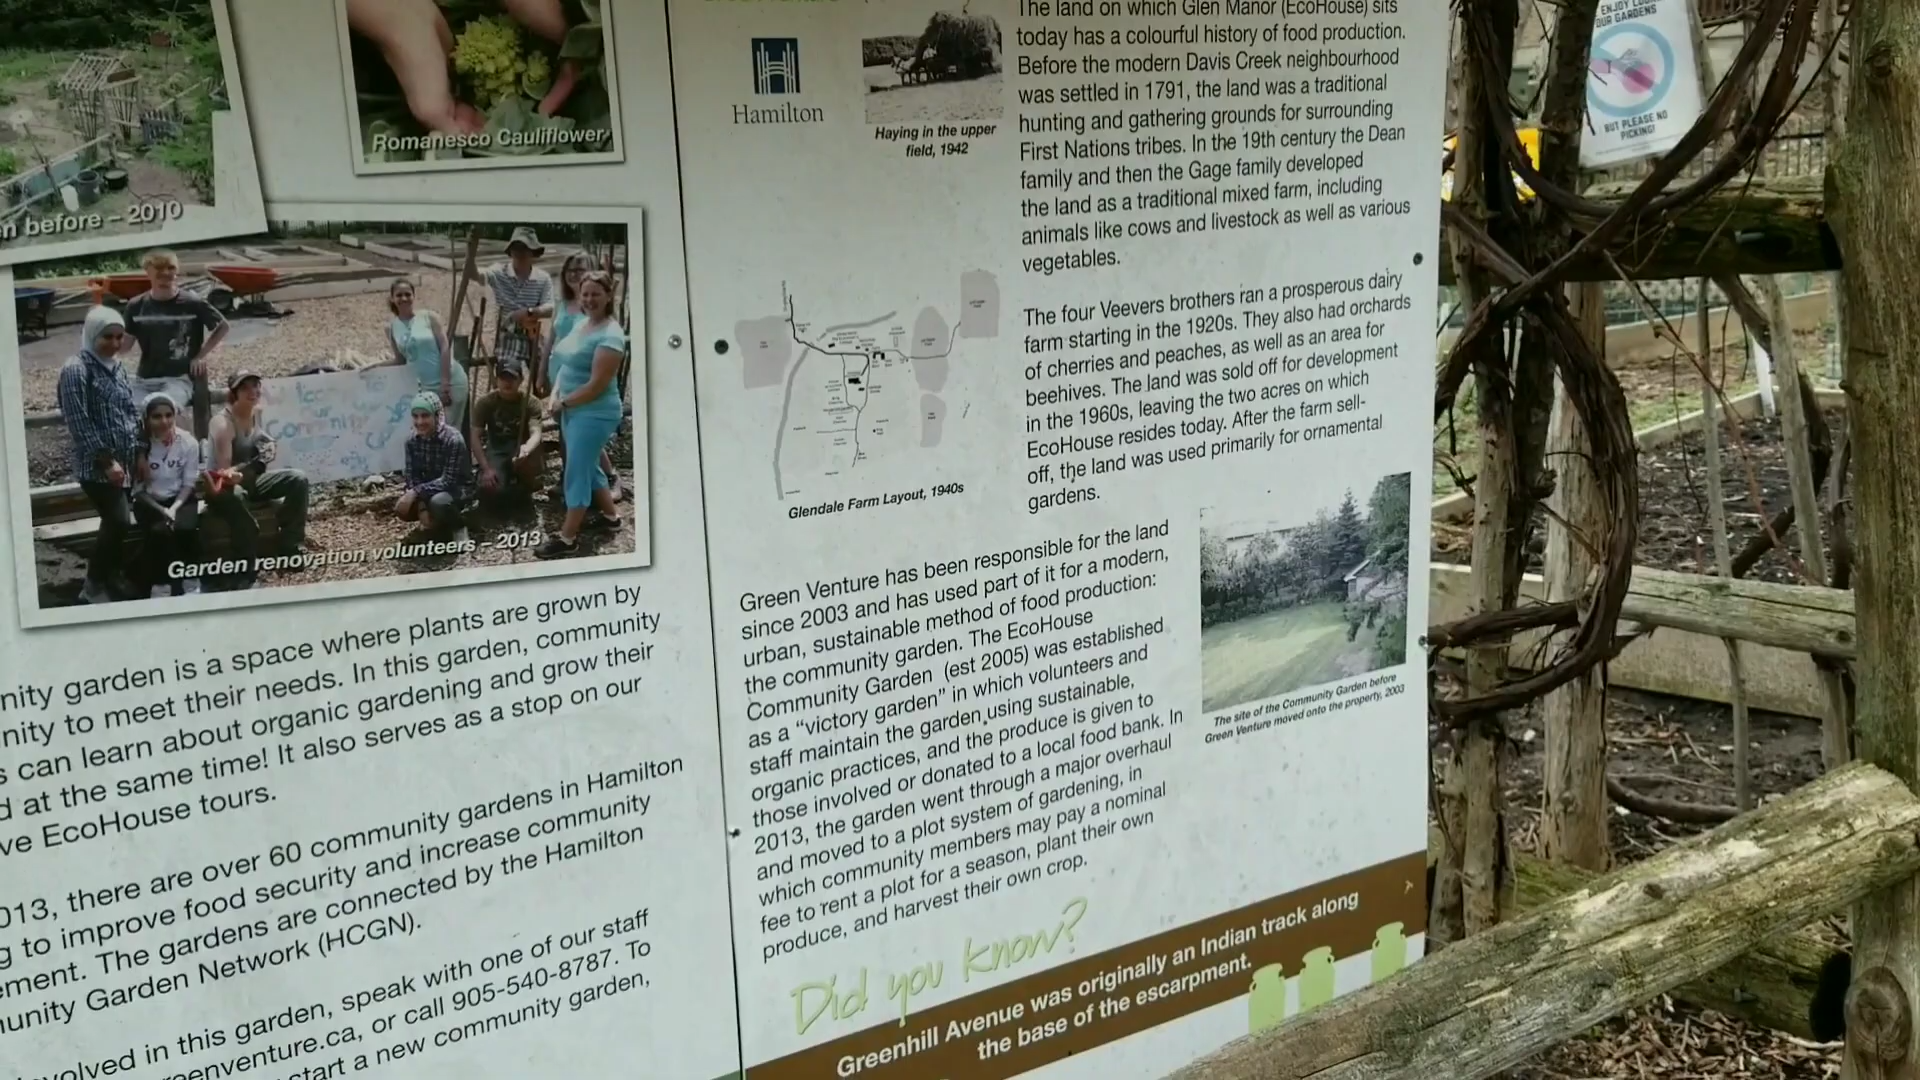 before – 2010
Romanesco Cauliflower
Garden renovation volunteers – 2013
garden is a space where plants are grown by
to meet their needs. In this garden, community
can learn about organic gardening and grow their
at the same time! It also serves as a stop on our
EcoHouse tours.
there are over 60 community gardens in Hamilton
to improve food security and increase community
The gardens are connected by the Hamilton
Garden Network (HCGN).
in this garden, speak with one of our staff
or call 905-540-8787. To
start a new community garden,
Hamilton
Haying in the upper
field, 1942
The land on which Glen Manor (EcoHouse) sits
today has a colourful history of food production.
Before the modern Davis Creek neighbourhood
was settled in 1791, the land was a traditional
hunting and gathering grounds for surrounding
First Nations tribes. In the 19th century the Dean
family and then the Gage family developed
the land as a traditional mixed farm, including
animals like cows and livestock as well as various
vegetables.
The four Veevers brothers ran a prosperous dairy
farm starting in the 1920s. They also had orchards
of cherries and peaches, as well as an area for
beehives. The land was sold off for development
in the 1960s, leaving the two acres on which
EcoHouse resides today. After the farm sell-
off, the land was used primarily for ornamental
gardens.
Glendale Farm Layout, 1940s
Green Venture has been responsible for the land
since 2003 and has used part of it for a modern,
urban, sustainable method of food production:
the community garden. The EcoHouse
Community Garden (est 2005) was established
as a “victory garden” in which volunteers and
staff maintain the garden using sustainable,
organic practices, and the produce is given to
those involved or donated to a local food bank. In
2013, the garden went through a major overhaul
and moved to a plot system of gardening, in
which community members may pay a nominal
fee to rent a plot for a season, plant their own
produce, and harvest their own crop.
The site of the Community Garden before
Green Venture moved onto the property, 2003
Did you know?
Greenhill Avenue was originally an Indian track along
the base of the escarpment.
ENJOY
OUR GARDENS
BUT PLEASE NO
PICKING!